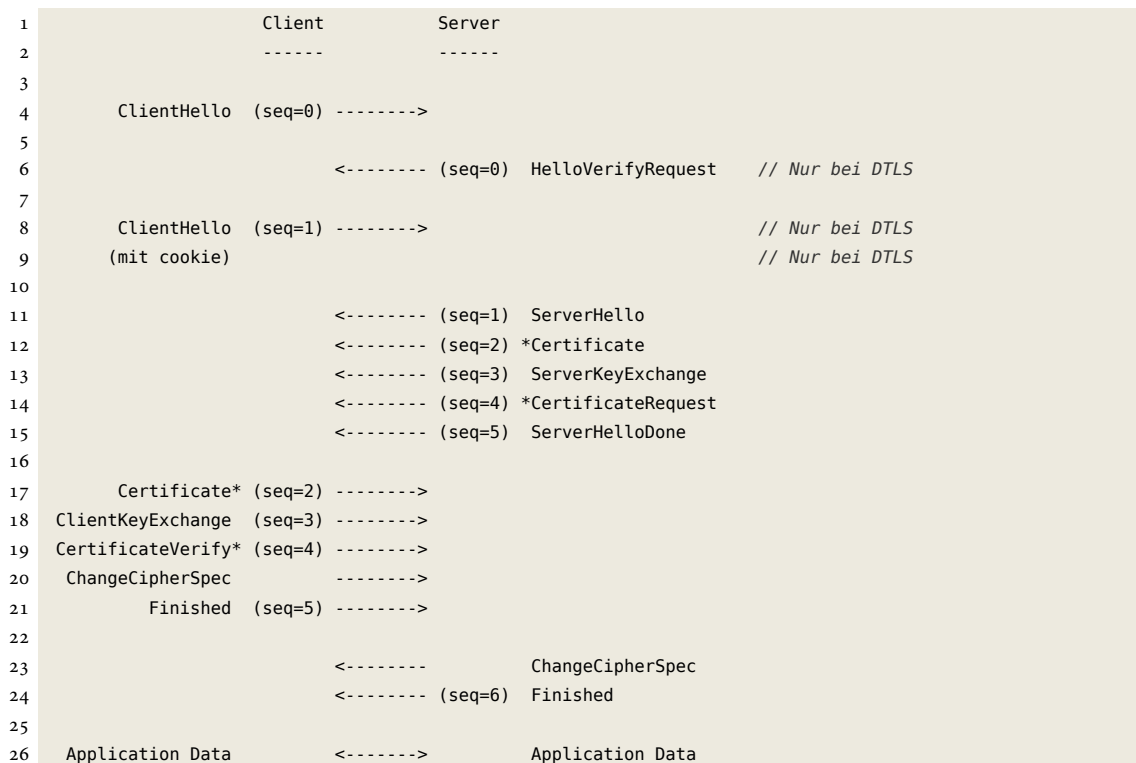 1 Client Server
2 ------ ------
3
4 ClientHello (seq=0) -------->
5
6 <-------- (seq=0) HelloVerifyRequest // Nur bei DTLS
7
8 ClientHello (seq=1) --------> // Nur bei DTLS
9 (mit cookie) // Nur bei DTLS
10
11 <-------- (seq=1) ServerHello
12 <-------- (seq=2) *Certificate
13 <-------- (seq=3) ServerKeyExchange
14 <-------- (seq=4) *CertificateRequest
15 <-------- (seq=5) ServerHelloDone
16
17 Certificate* (seq=2) -------->
18 ClientKeyExchange (seq=3) -------->
19 CertificateVerify* (seq=4) -------->
20 ChangeCipherSpec -------->
21 Finished (seq=5) -------->
22
23 <-------- ChangeCipherSpec
24 <-------- (seq=6) Finished
25
26 Application Data <-------> Application Data